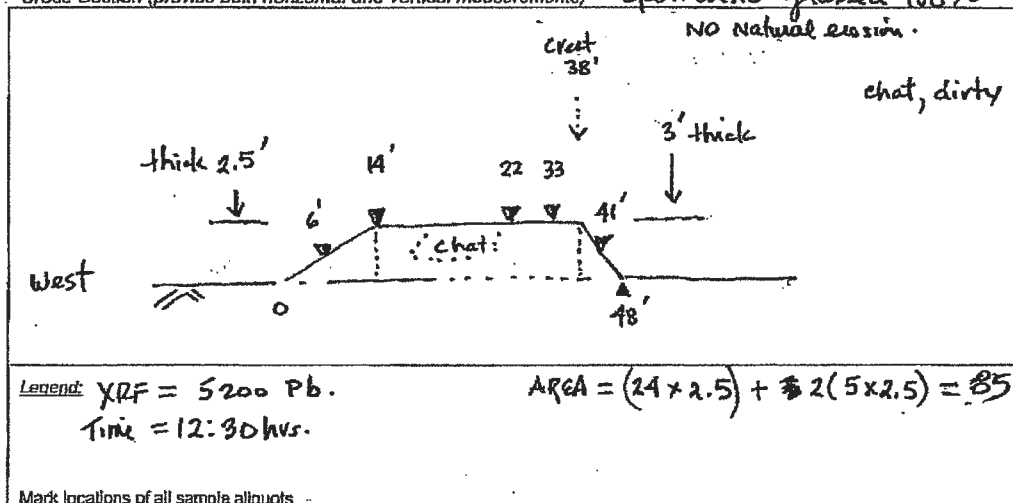 Cross-Section (provide both horizontal and vertical measurements)
NO Natural erosion.
chat, dirty
crest
38'
3' thick
thick 2.5'
14'
22 33
6'
41'
chat
West
0
48'
Legend: XRF = 5200 Pb.
AREA = (24 x 2.5) + 2(5x2.5) = 85
Time = 12:30 hrs.
Mark locations of all sample aliquots